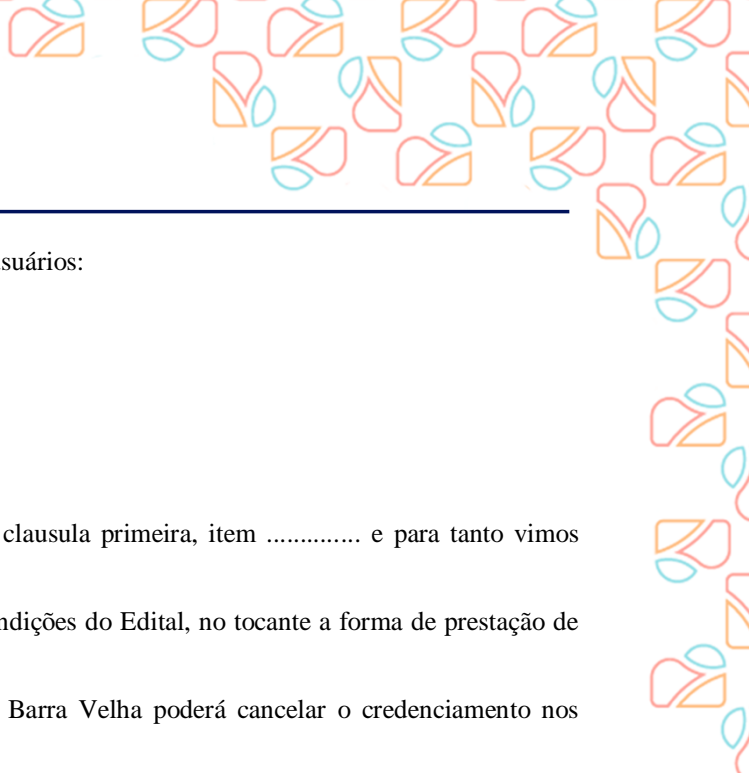 suários:
clausula primeira, item .............. e para tanto vimos
ndições do Edital, no tocante a forma de prestação de
Barra Velha poderá cancelar o credenciamento nos